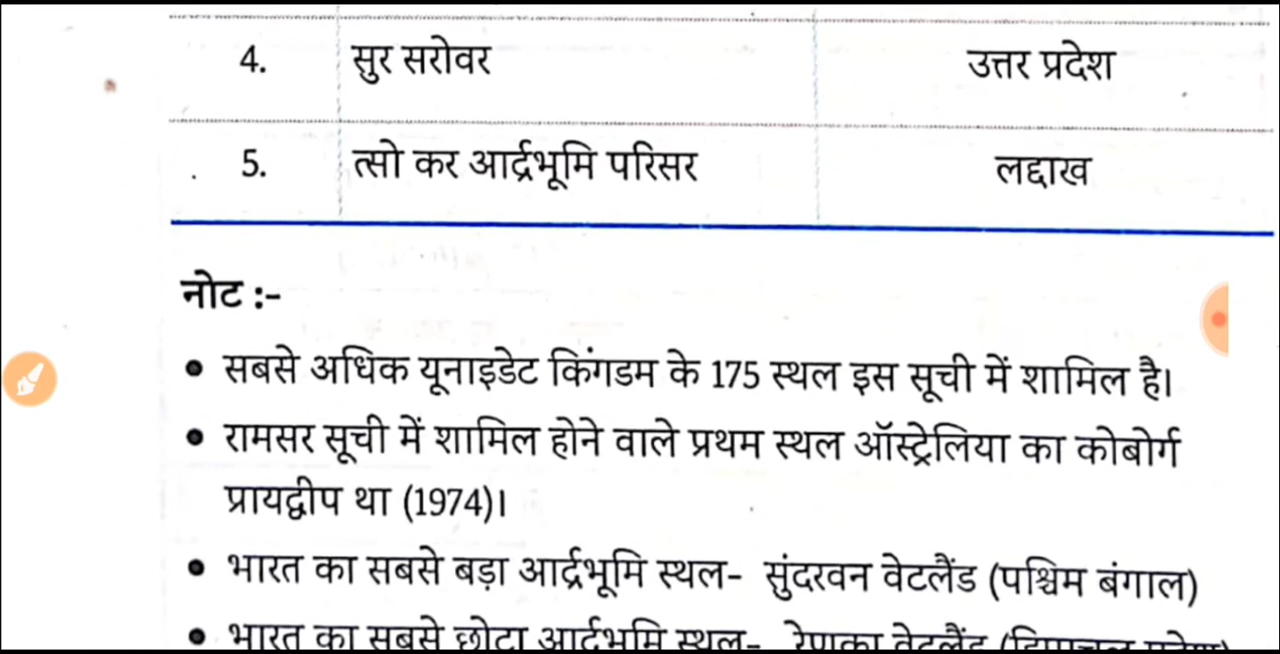 4. सुर सरोवर उत्तर प्रदेश
5. त्सो कर आर्द्रभूमि परिसर लद्दाख
नोट :-
• सबसे अधिक यूनाइडेट किंगडम के 175 स्थल इस सूची में शामिल है।
• रामसर सूची में शामिल होने वाले प्रथम स्थल ऑस्ट्रेलिया का कोबोर्ग
प्रायद्वीप था (1974)।
• भारत का सबसे बड़ा आर्द्रभूमि स्थल- सुंदरवन वेटलैंड (पश्चिम बंगाल)
• भारत का सबसे छोटा आर्द्रभूमि स्थल- रेणुका वेटलैंड